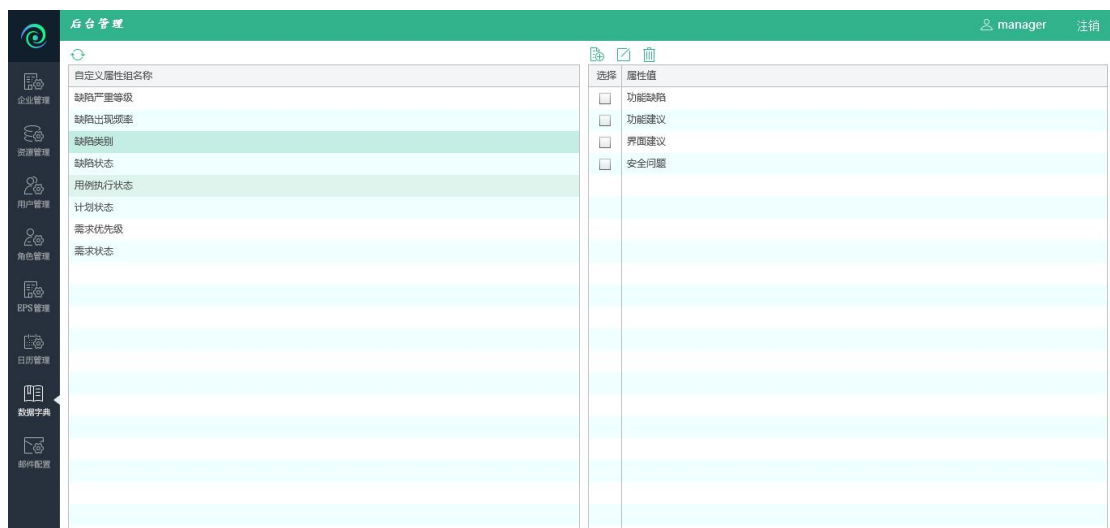 后台管理
manager 注销
企业管理
资源管理
用户管理
角色管理
EPS管理
日历管理
数据字典
邮件配置
自定义属性组名称
缺陷严重等级
缺陷出现频率
缺陷类别
缺陷状态
用例执行状态
计划状态
需求优先级
需求状态
选择 属性值
功能缺陷
功能建议
界面建议
安全问题